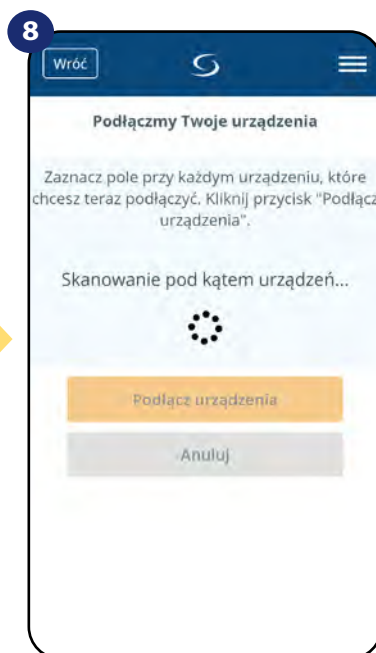 8
Wróć
Podłączmy Twoje urządzenia
Zaznacz pole przy każdym urządzeniu, które
chcesz teraz podłączyć. Kliknij przycisk "Podłącz
urządzenia".
Skanowanie pod kątem urządzeń...
Podłącz urządzenia
Anuluj